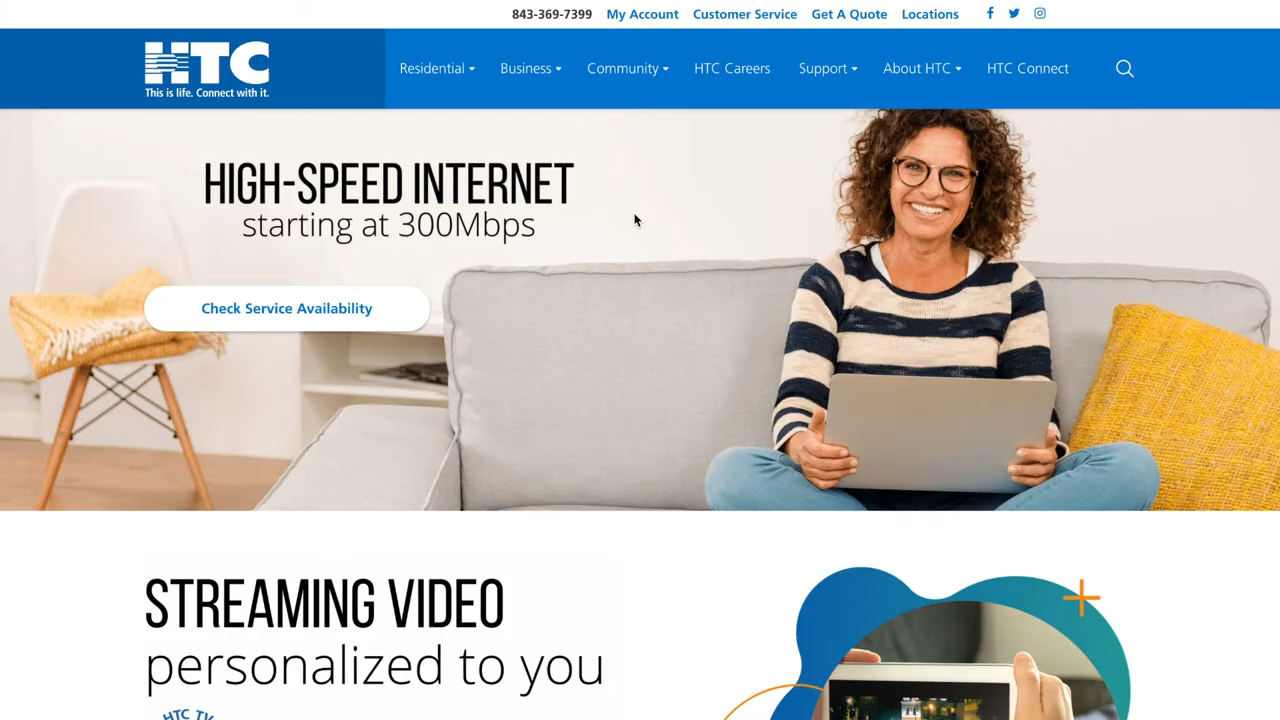 843-369-7399 My Account Customer Service Get A Quote Locations
HTC
This is life. Connect with it.
Residential Business Community HTC Careers Support About HTC HTC Connect
HIGH-SPEED INTERNET
starting at 300Mbps
Check Service Availability
STREAMING VIDEO
personalized to you
HTC TV